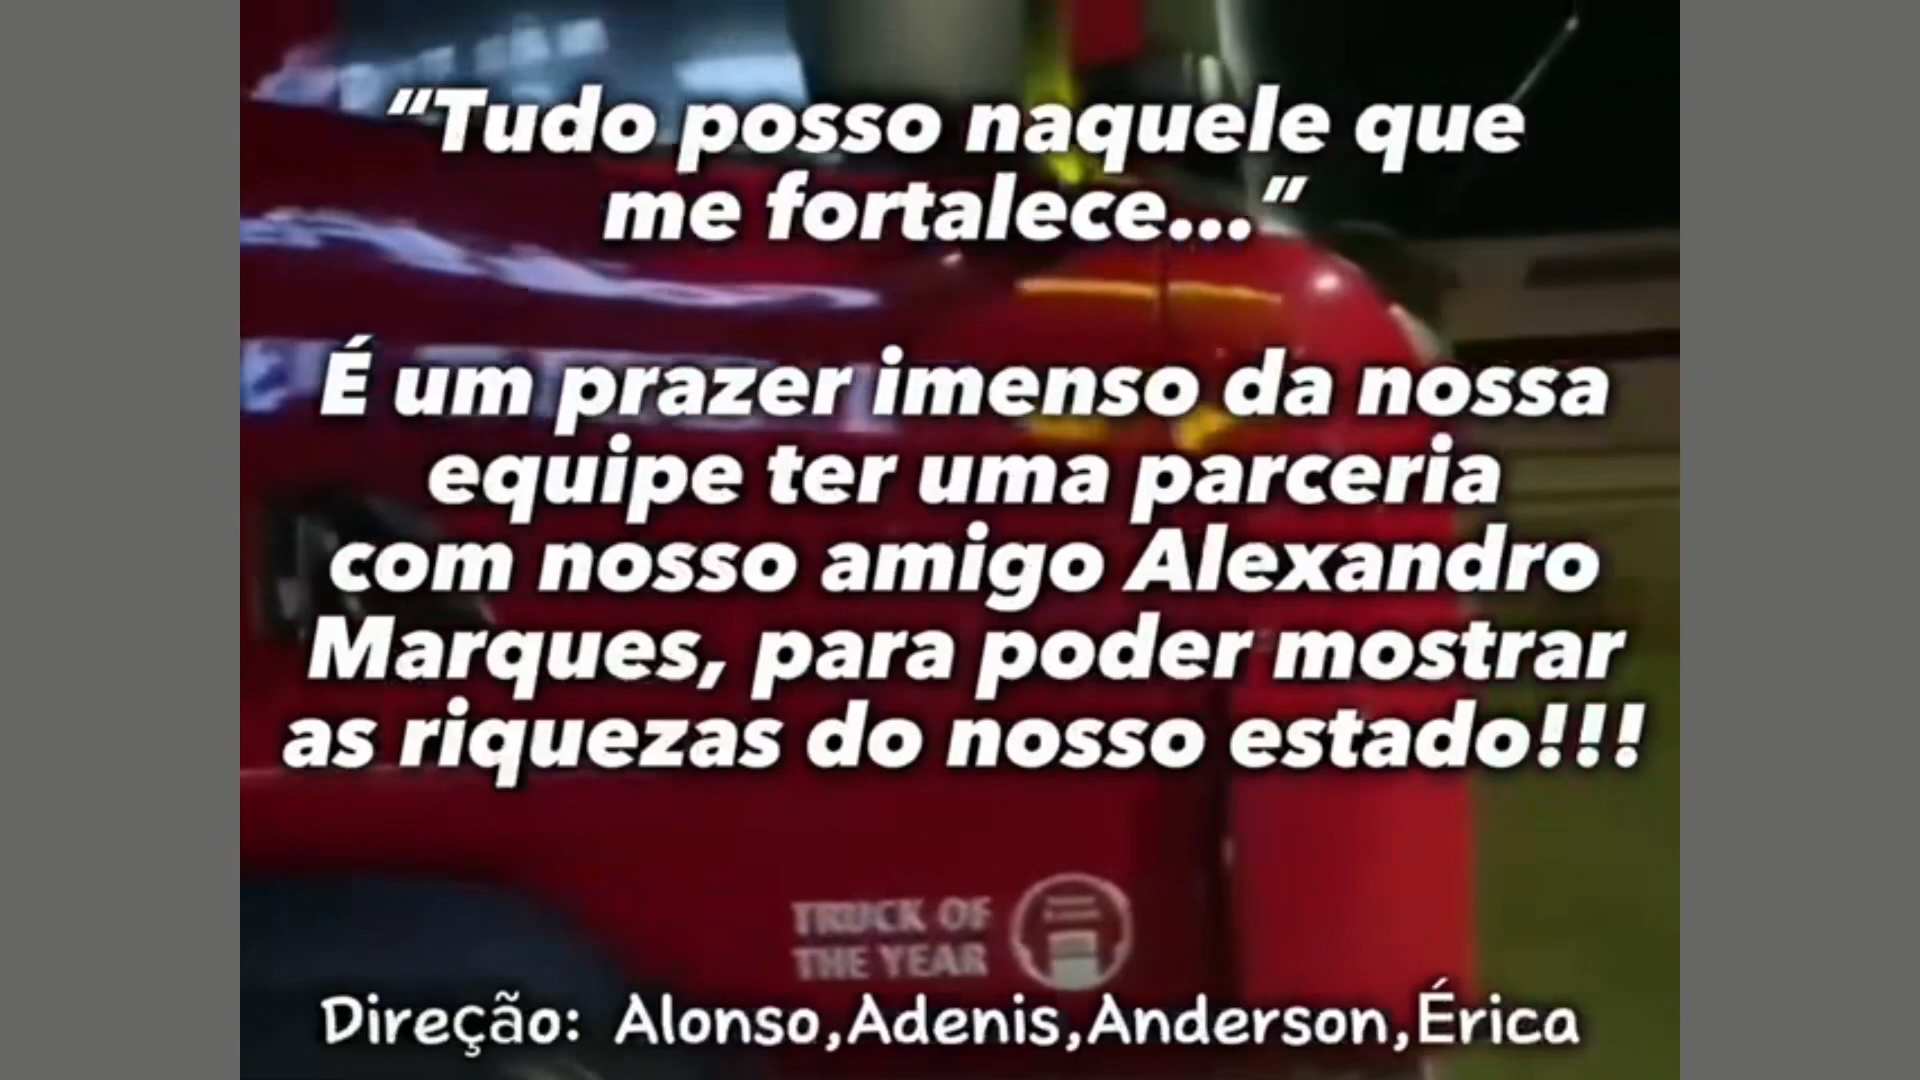 “Tudo posso naquele que
me fortalece...”
É um prazer imenso da nossa
equipe ter uma parceria
com nosso amigo Alexandro
Marques, para poder mostrar
as riquezas do nosso estado!!!
TRUCK OF
THE YEAR
Direção: Alonso,Adenis,Anderson,Érica